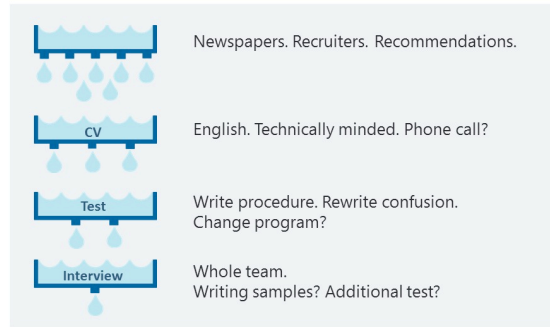 Newspapers. Recruiters. Recommendations.
CV
English. Technically minded. Phone call?
Test
Write procedure. Rewrite confusion.
Change program?
Interview
Whole team.
Writing samples? Additional test?